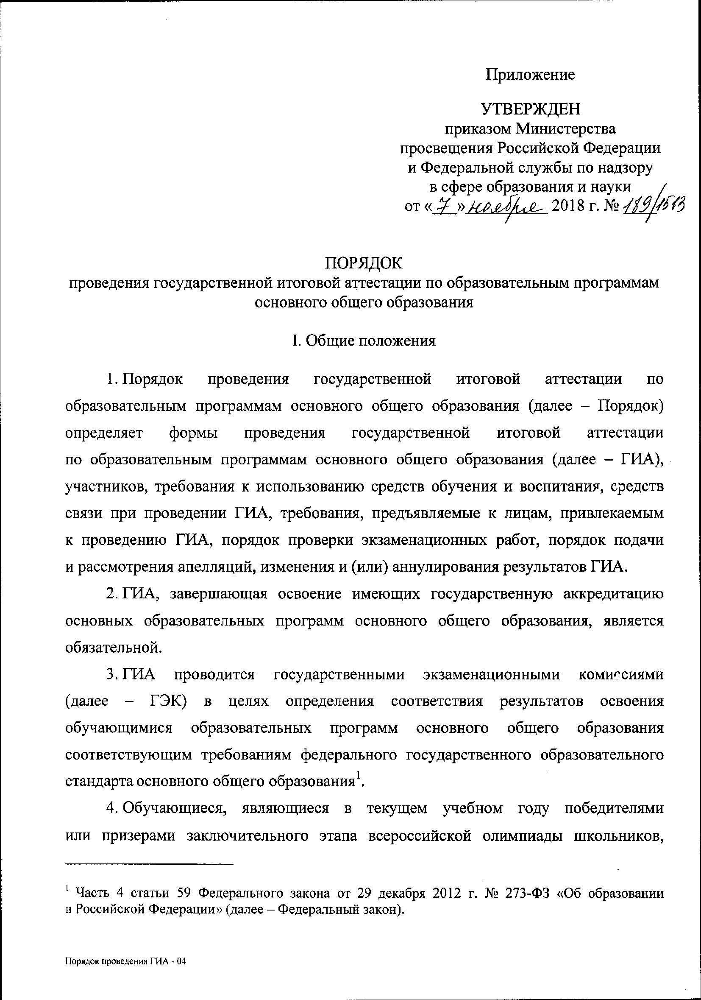 Приложение
УТВЕРЖДЕН
приказом Министерства
просвещения Российской Федерации
и Федеральной службы по надзору
в сфере образования и науки
от «7» ноября 2018 г. № 189/1513
ПОРЯДОК
проведения государственной итоговой аттестации по образовательным программам
основного общего образования
I. Общие положения
1. Порядок проведения государственной итоговой аттестации по
образовательным программам основного общего образования (далее – Порядок)
определяет формы проведения государственной итоговой аттестации
по образовательным программам основного общего образования (далее – ГИА),
участников, требования к использованию средств обучения и воспитания, средств
связи при проведении ГИА, требования, предъявляемые к лицам, привлекаемым
к проведению ГИА, порядок проверки экзаменационных работ, порядок подачи
и рассмотрения апелляций, изменения и (или) аннулирования результатов ГИА.
2. ГИА, завершающая освоение имеющих государственную аккредитацию
основных образовательных программ основного общего образования, является
обязательной.
3. ГИА проводится государственными экзаменационными комиссиями
(далее – ГЭК) в целях определения соответствия результатов освоения
обучающимися образовательных программ основного общего образования
соответствующим требованиям федерального государственного образовательного
стандарта основного общего образования¹.
4. Обучающиеся, являющиеся в текущем учебном году победителями
или призерами заключительного этапа всероссийской олимпиады школьников,
¹ Часть 4 статьи 59 Федерального закона от 29 декабря 2012 г. № 273-ФЗ «Об образовании
в Российской Федерации» (далее – Федеральный закон).
Порядок проведения ГИА - 04